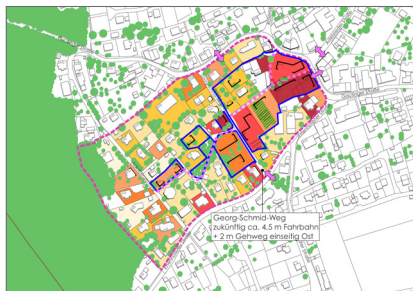 Georg-Schmid-Weg
zukünftig ca. 4,5 m Fahrbahn
+ 2 m Gehweg einseitig Ost